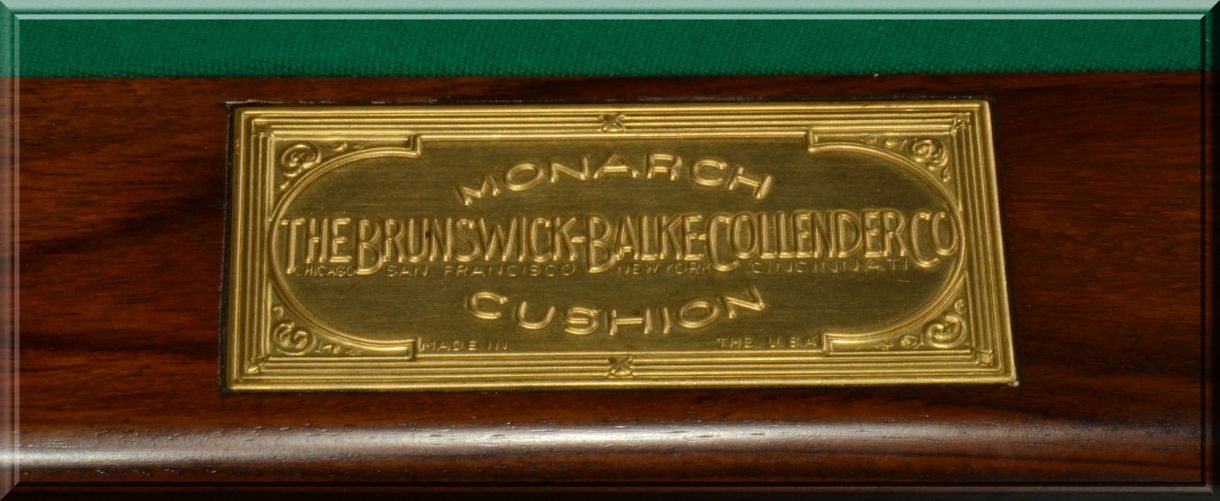 MONARCH
THE BRUNSWICK-BALKE-COLLENDER CO
CHICAGO SAN FRANCISCO NEW YORK CINCINNATI
CUSHION
MADE IN THE U.S.A.